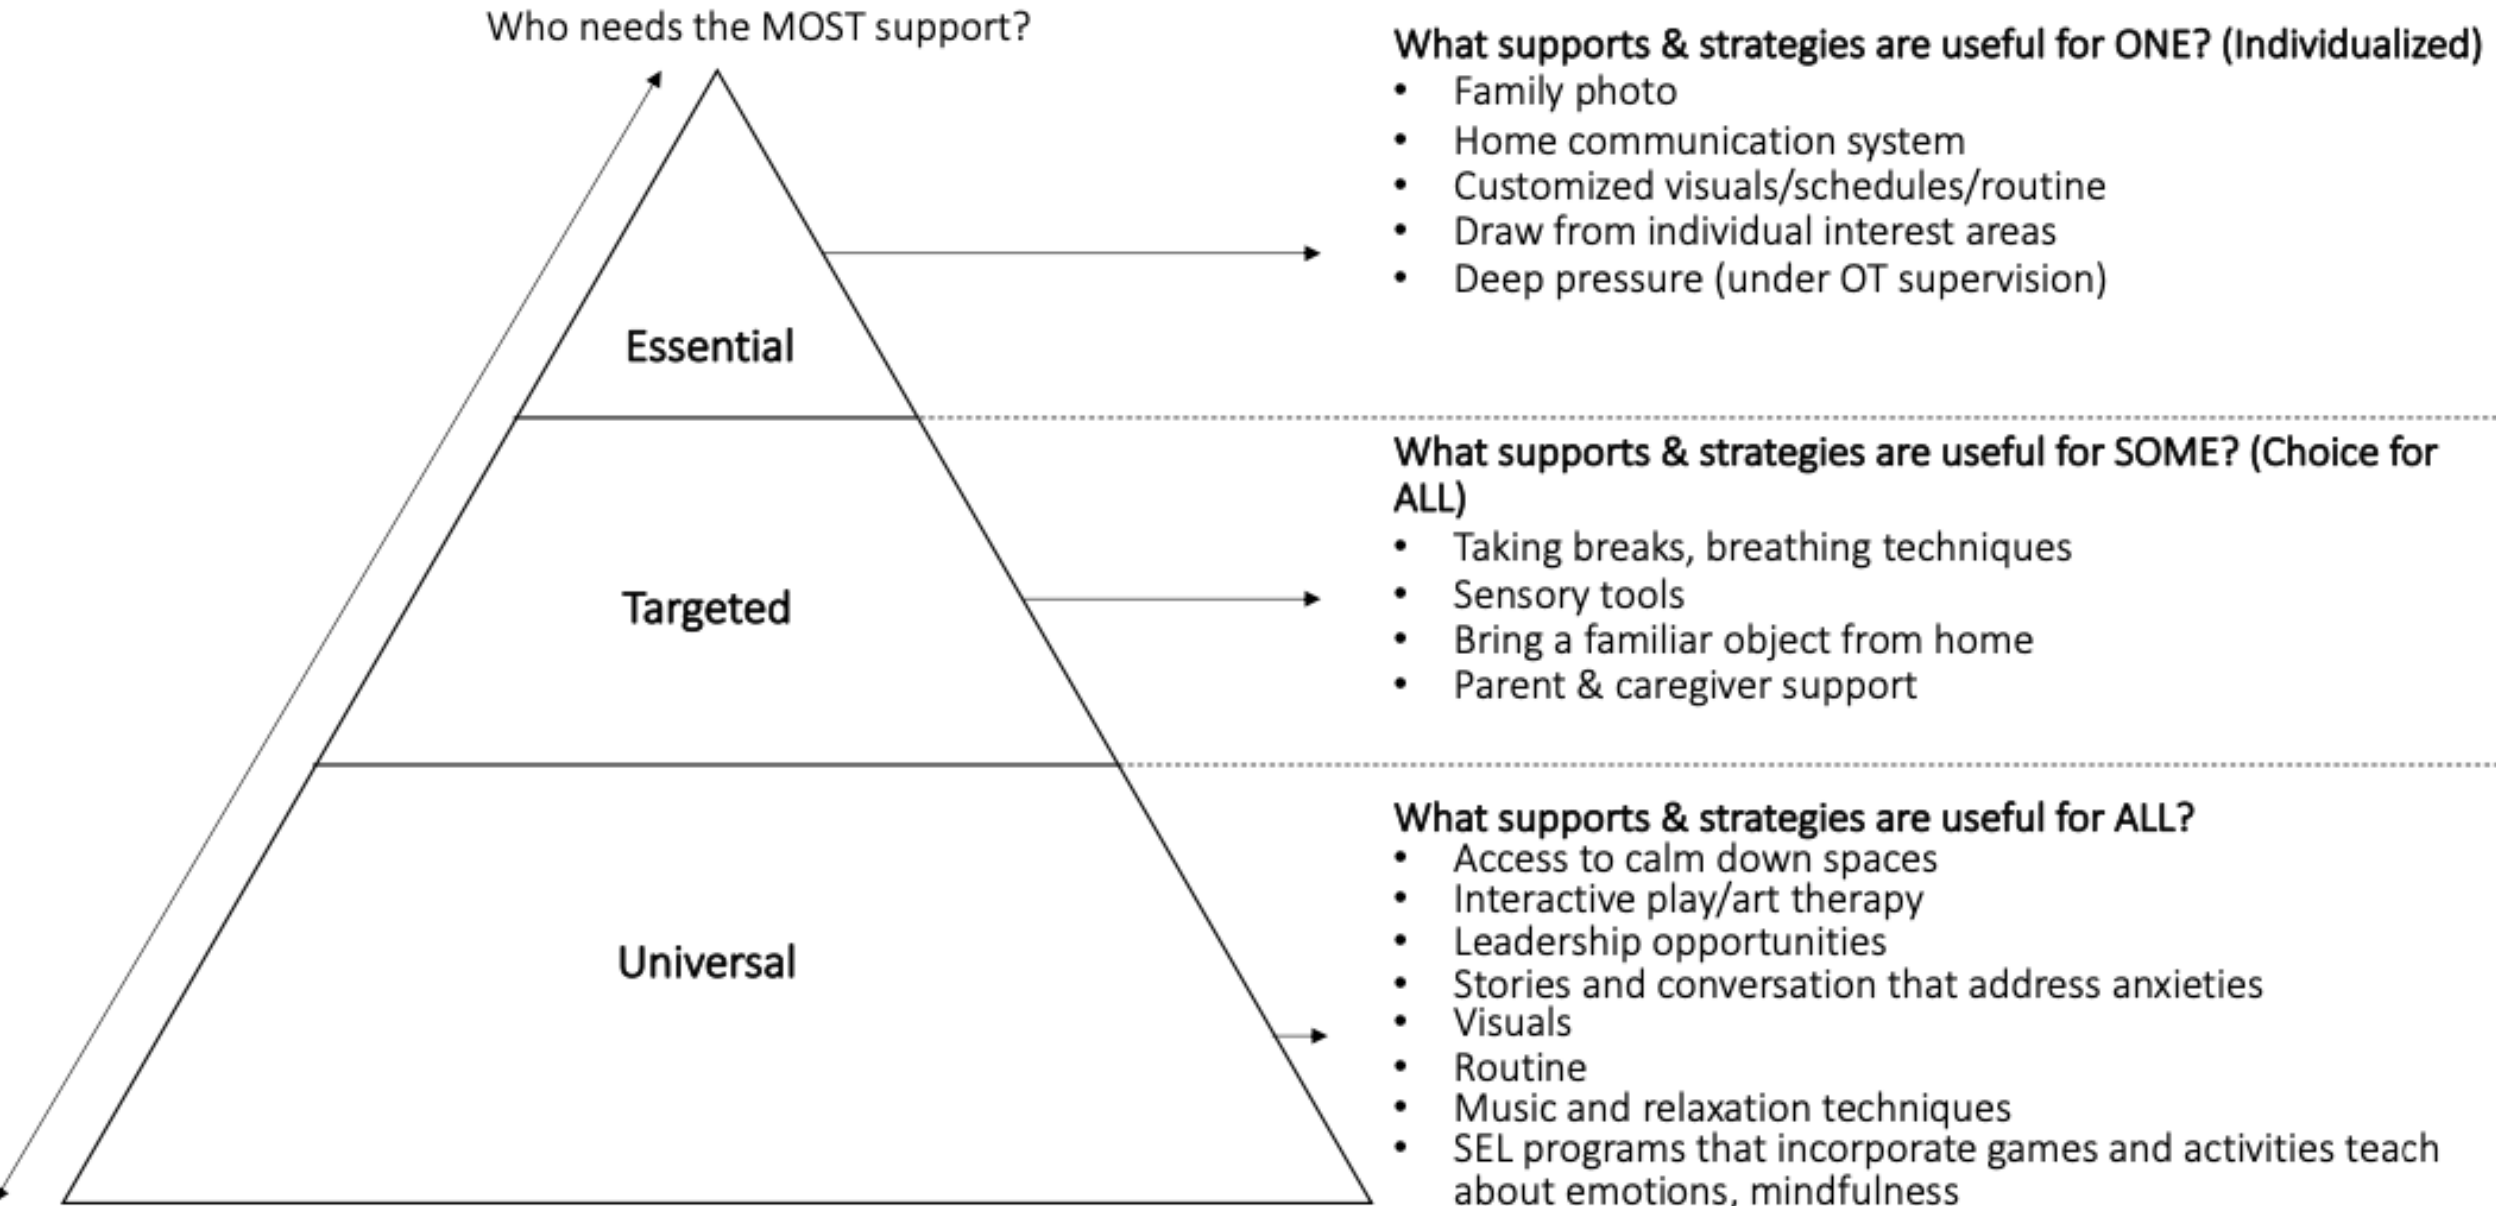 Who needs the MOST support?
What supports & strategies are useful for ONE? (Individualized)
• Family photo
• Home communication system
• Customized visuals/schedules/routine
• Draw from individual interest areas
• Deep pressure (under OT supervision)
Essential
What supports & strategies are useful for SOME? (Choice for
ALL)
• Taking breaks, breathing techniques
• Sensory tools
• Bring a familiar object from home
• Parent & caregiver support
Targeted
What supports & strategies are useful for ALL?
• Access to calm down spaces
• Interactive play/art therapy
• Leadership opportunities
• Stories and conversation that address anxieties
• Visuals
• Routine
• Music and relaxation techniques
• SEL programs that incorporate games and activities teach
about emotions, mindfulness
Universal